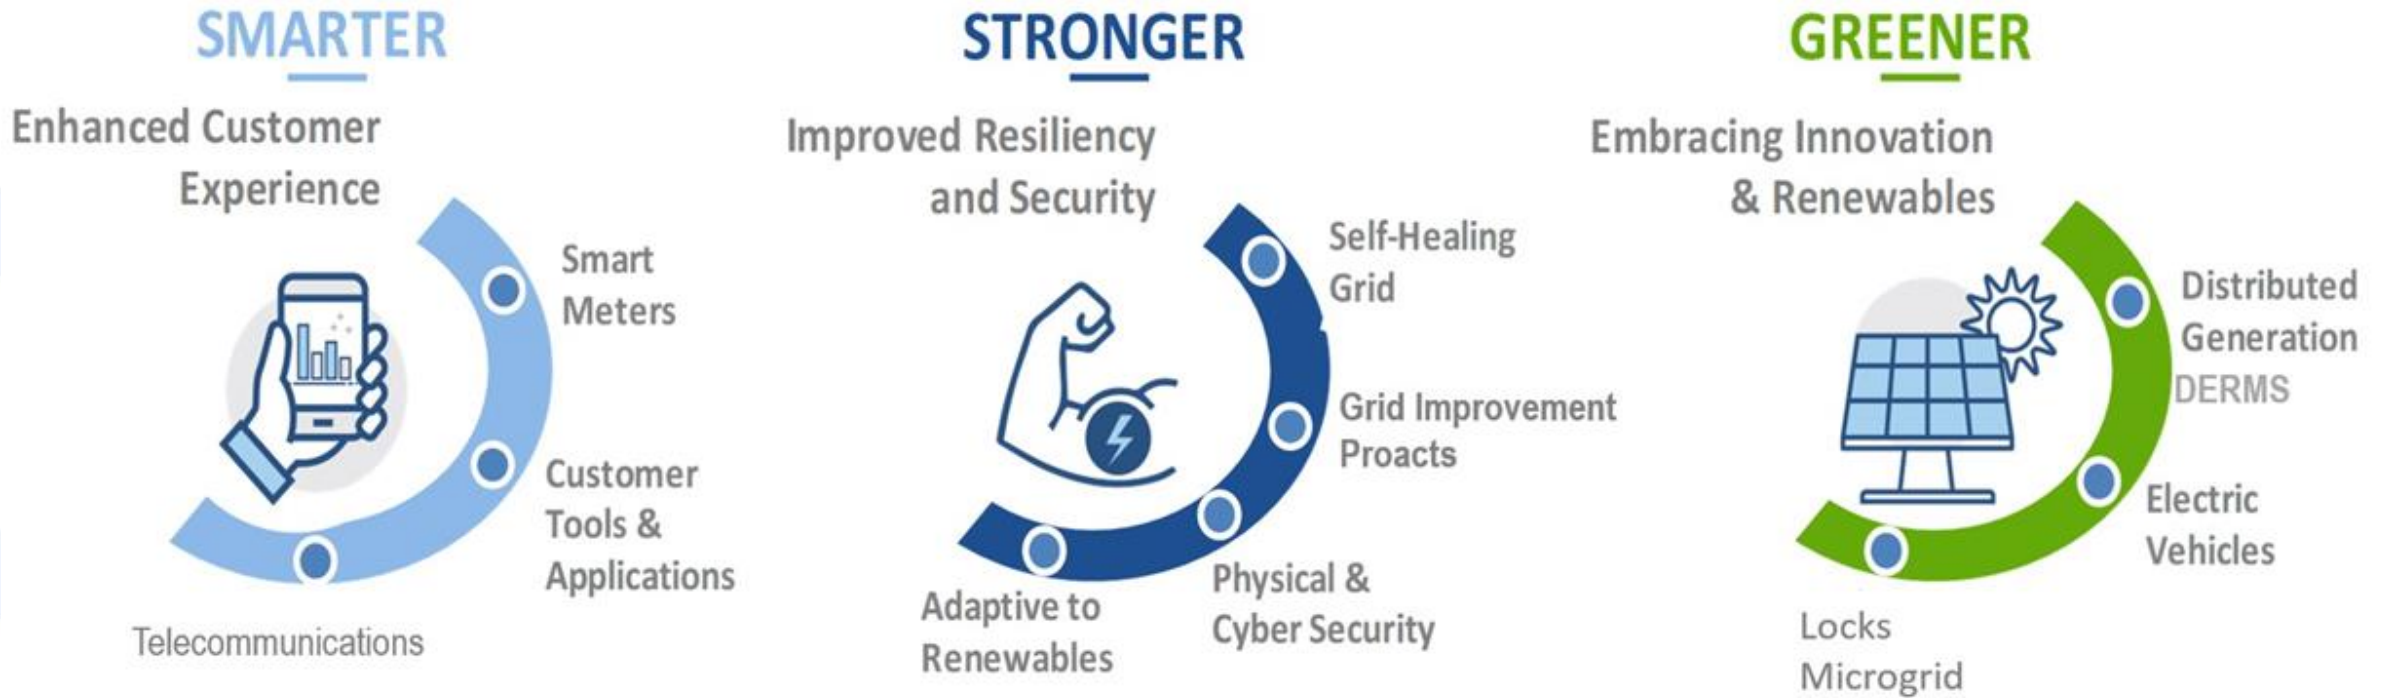 SMARTER
Enhanced Customer
Experience
Smart
Meters
Customer
Tools &
Applications
Telecommunications
STRONGER
Improved Resiliency
and Security
Self-Healing
Grid
Grid Improvement
Proacts
Physical &
Cyber Security
Adaptive to
Renewables
GREENER
Embracing Innovation
& Renewables
Distributed
Generation
DERMS
Electric
Vehicles
Locks
Microgrid